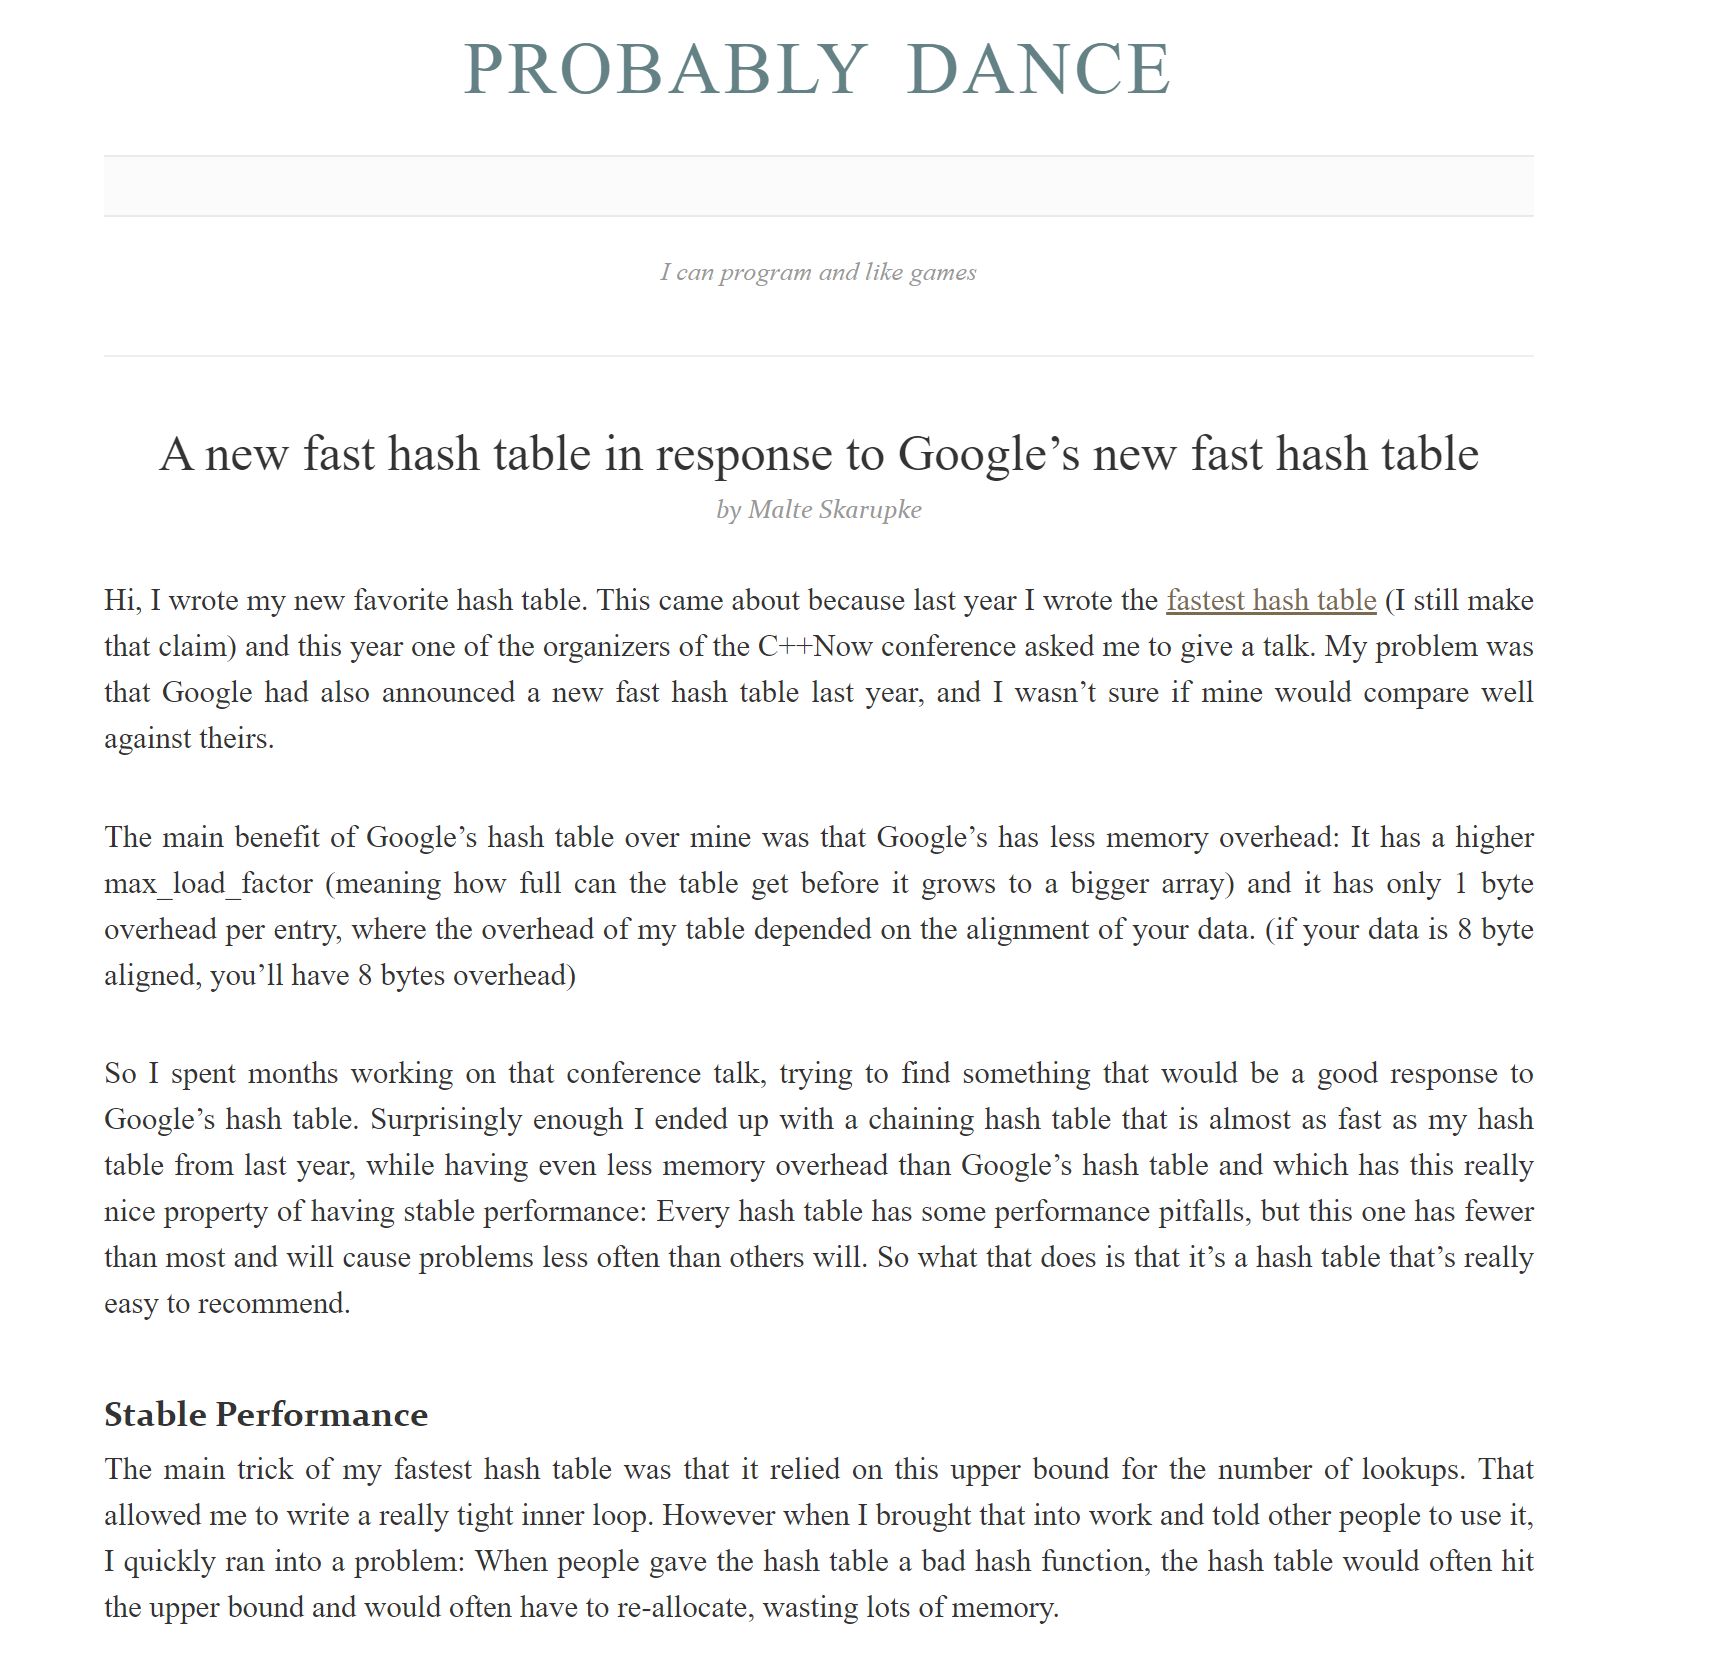 PROBABLY DANCE
I can program and like games
A new fast hash table in response to Google’s new fast hash table
by Malte Skarupke
Hi, I wrote my new favorite hash table. This came about because last year I wrote the fastest hash table (I still make
that claim) and this year one of the organizers of the C++Now conference asked me to give a talk. My problem was
that Google had also announced a new fast hash table last year, and I wasn’t sure if mine would compare well
against theirs.
The main benefit of Google’s hash table over mine was that Google’s has less memory overhead: It has a higher
max_load_factor (meaning how full can the table get before it grows to a bigger array) and it has only 1 byte
overhead per entry, where the overhead of my table depended on the alignment of your data. (if your data is 8 byte
aligned, you’ll have 8 bytes overhead)
So I spent months working on that conference talk, trying to find something that would be a good response to
Google’s hash table. Surprisingly enough I ended up with a chaining hash table that is almost as fast as my hash
table from last year, while having even less memory overhead than Google’s hash table and which has this really
nice property of having stable performance: Every hash table has some performance pitfalls, but this one has fewer
than most and will cause problems less often than others will. So what that does is that it’s a hash table that’s really
easy to recommend.
Stable Performance
The main trick of my fastest hash table was that it relied on this upper bound for the number of lookups. That
allowed me to write a really tight inner loop. However when I brought that into work and told other people to use it,
I quickly ran into a problem: When people gave the hash table a bad hash function, the hash table would often hit
the upper bound and would often have to re-allocate, wasting lots of memory.